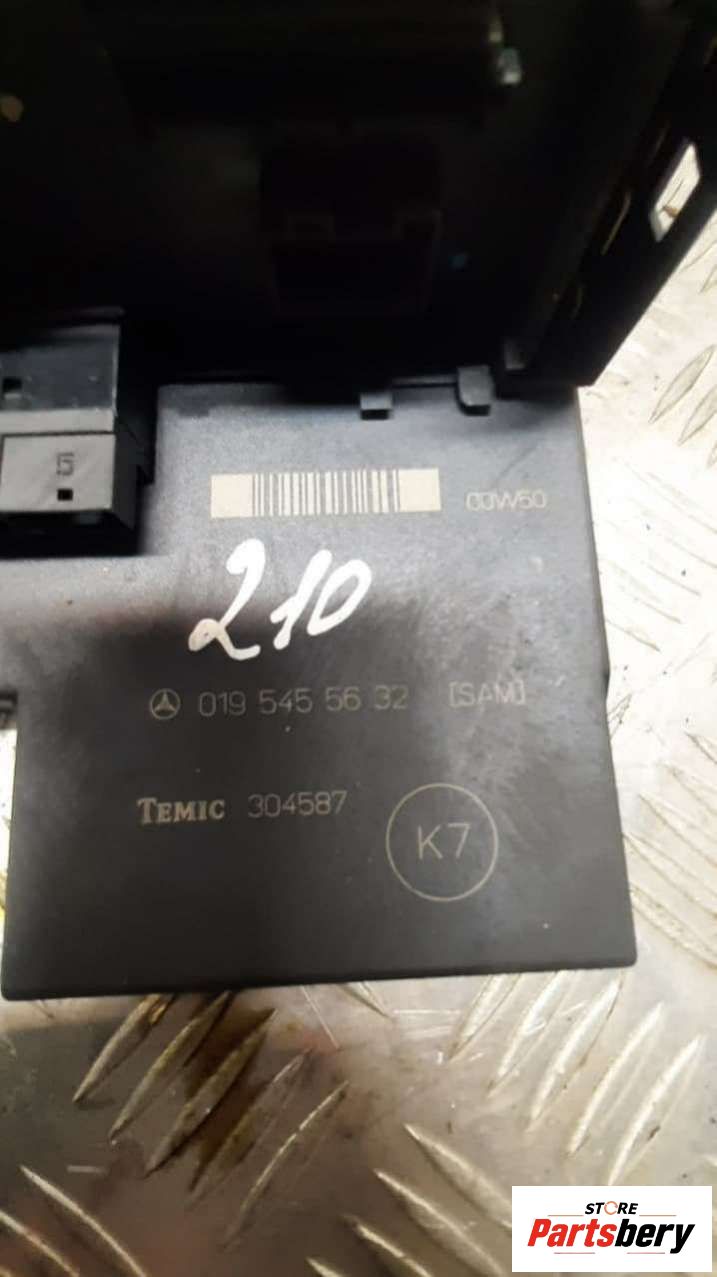 5
00W50
210
019 545 56 32 [SAM]
TEMIC 304587
K7
STORE
Partsbery